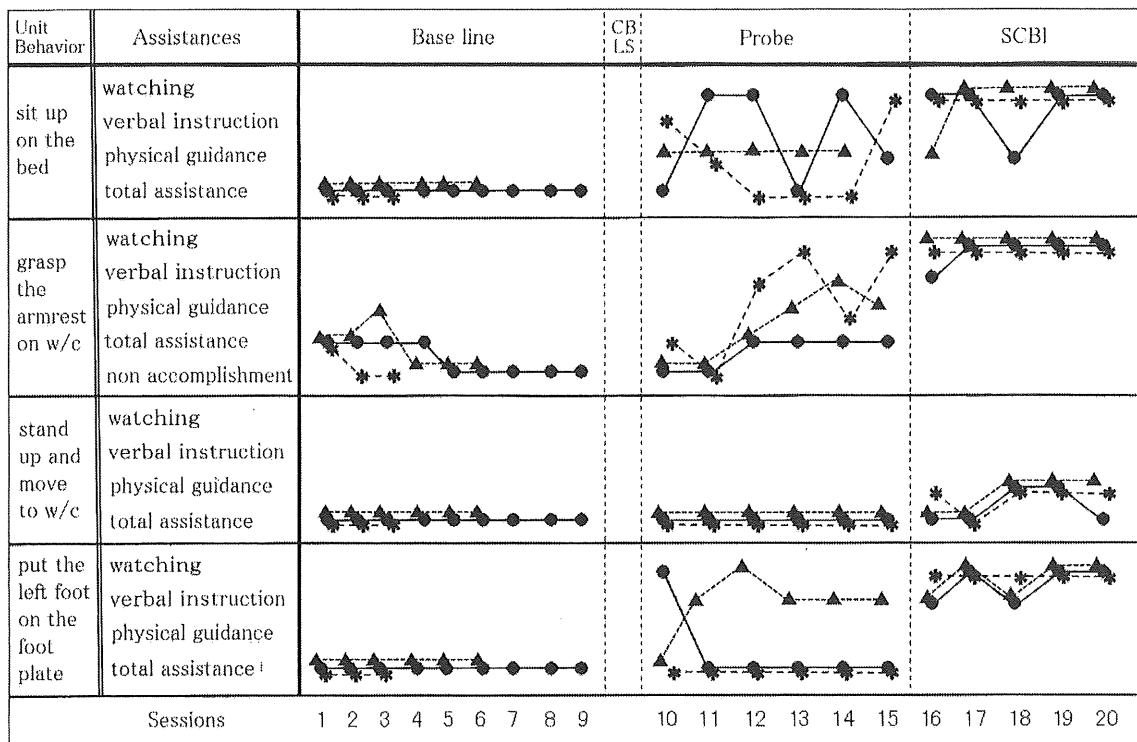 Unit Behavior
Assistances
Base line
CB LS
Probe
SCBI
sit up on the bed
watching
verbal instruction
physical guidance
total assistance
grasp the armrest on w/c
watching
verbal instruction
physical guidance
total assistance
non accomplishment
stand up and move to w/c
watching
verbal instruction
physical guidance
total assistance
put the left foot on the foot plate
watching
verbal instruction
physical guidance
total assistance
Sessions 1 2 3 4 5 6 7 8 9 10 11 12 13 14 15 16 17 18 19 20